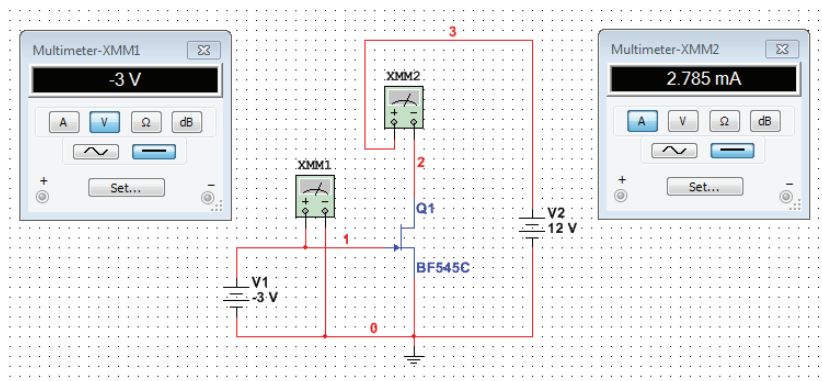 Multimeter-XMM1
-3 V
A V Ω dB
+ Set... -
3
XMM2
+ -
2
XMM1
+ -
1
Q1
BF545C
V1
-3 V
V2
12 V
0
Multimeter-XMM2
2.785 mA
A V Ω dB
+ Set... -